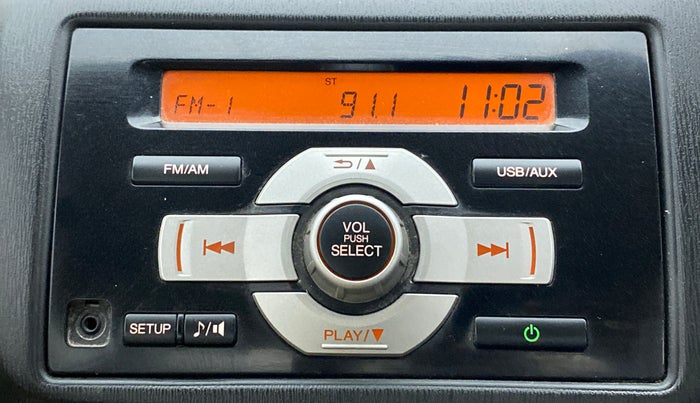 ST
FM-1 91.1 11:02
FM/AM
USB/AUX
VOL
PUSH
SELECT
SETUP
PLAY/▼